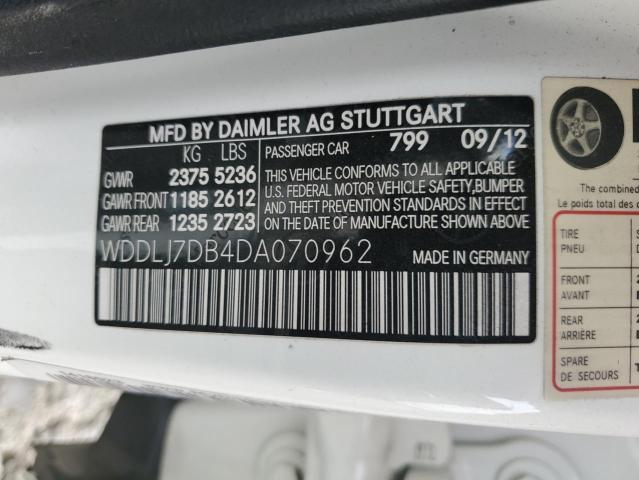 MFD BY DAIMLER AG STUTTGART
KG LBS PASSENGER CAR 799 09/12
GVWR 2375 5236
GAWR FRONT 1185 2612
GAWR REAR 1235 2723
THIS VEHICLE CONFORMS TO ALL APPLICABLE
U.S. FEDERAL MOTOR VEHICLE SAFETY,BUMPER
AND THEFT PREVENTION STANDARDS IN EFFECT
ON THE DATE OF MANUFACTURE SHOWN ABOVE.
WDDLJ7DB4DA070962 MADE IN GERMANY
The combined
Le poids total des
TIRE
PNEU
FRONT
AVANT
REAR
ARRIÈRE
SPARE
DE SECOURS